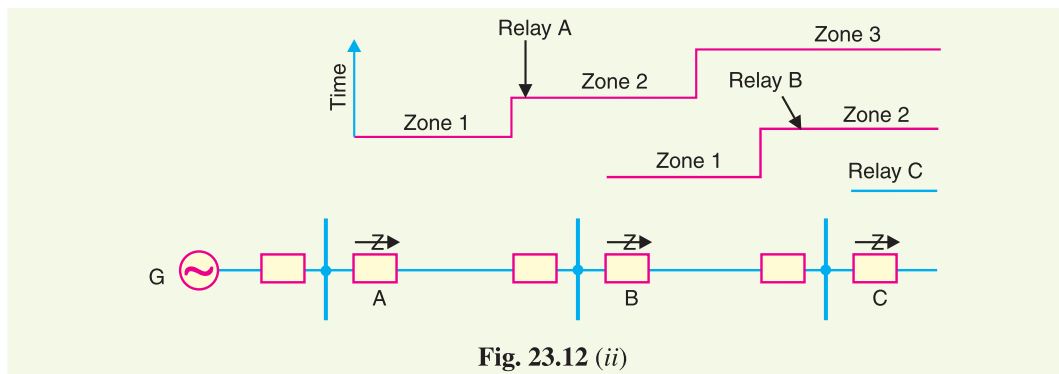 Relay A
Zone 3
Time
Zone 2
Relay B
Zone 1
Zone 2
Zone 1
Relay C
Z
Z
Z
G
A
B
C
Fig. 23.12 (ii)